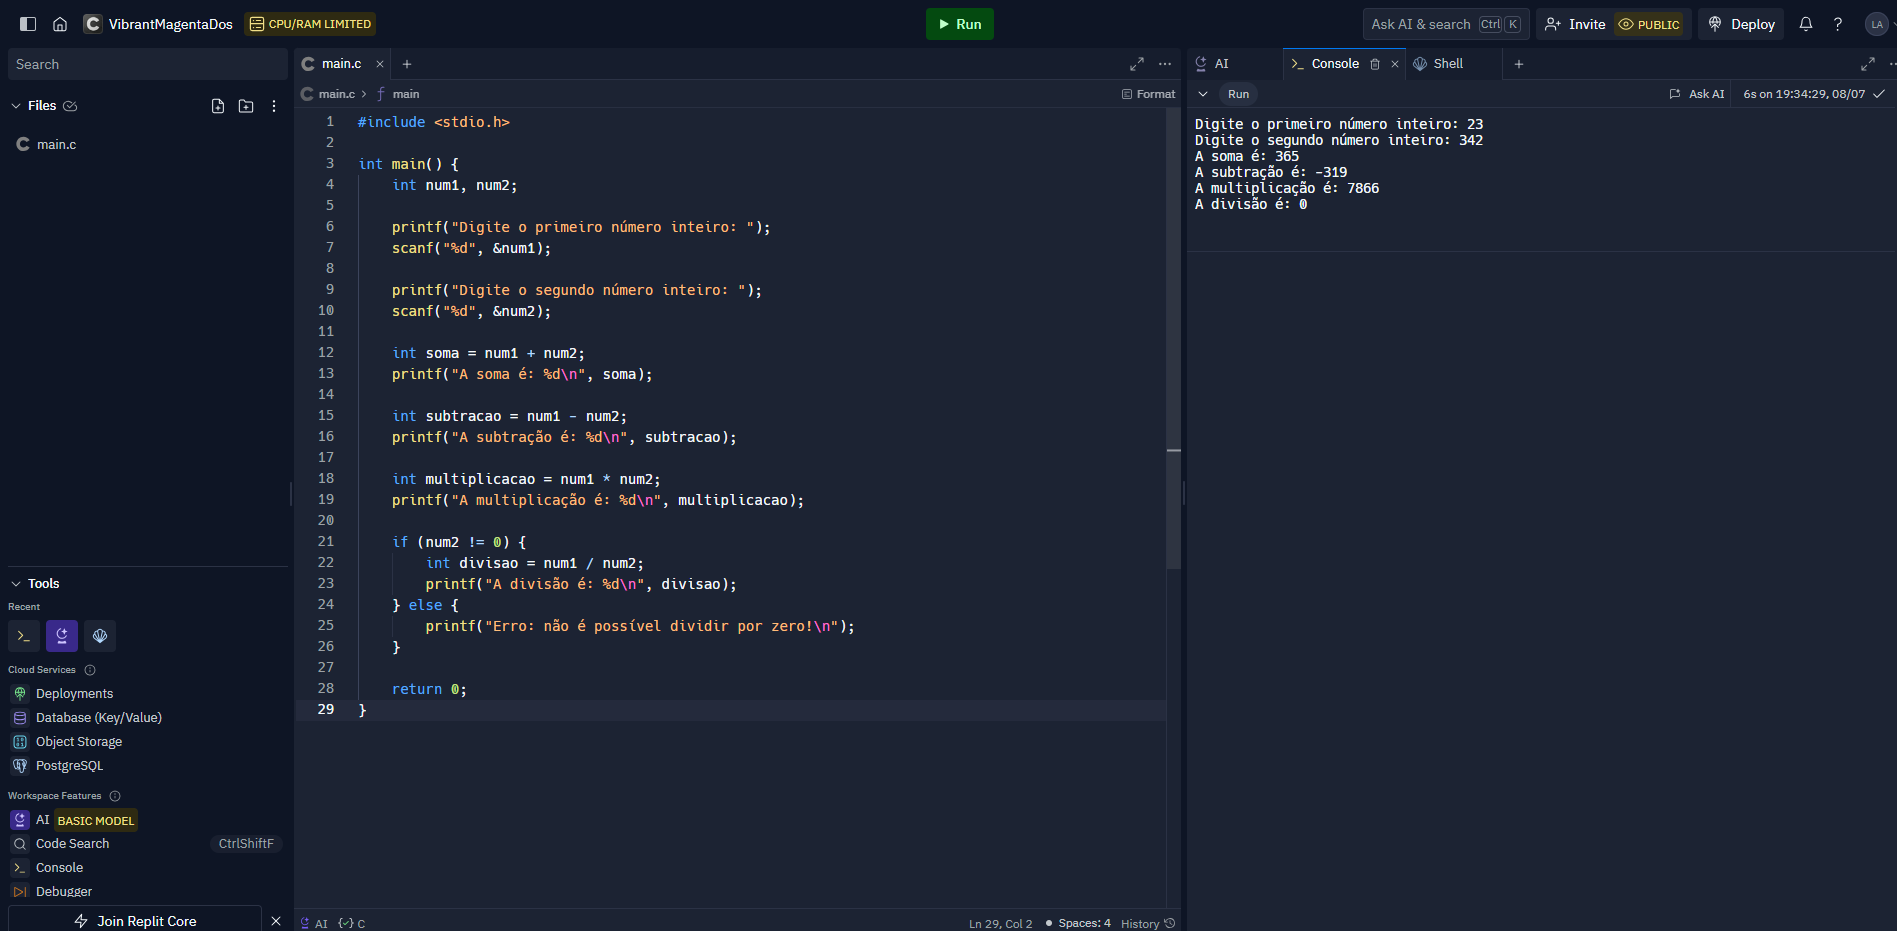 VibrantMagentaDos
CPU/RAM LIMITED
Run
Ask AI & search Ctrl K
Invite
PUBLIC
Deploy
LA
Search
Files
main.c
Tools
Recent
Cloud Services
Deployments
Database (Key/Value)
Object Storage
PostgreSQL
Workspace Features
AI BASIC MODEL
Code Search CtrlShiftF
Console
Debugger
Join Replit Core
main.c
main.c > main
Format
1 #include <stdio.h>
2
3 int main() {
4 int num1, num2;
5
6 printf("Digite o primeiro número inteiro: ");
7 scanf("%d", &num1);
8
9 printf("Digite o segundo número inteiro: ");
10 scanf("%d", &num2);
11
12 int soma = num1 + num2;
13 printf("A soma é: %d\n", soma);
14
15 int subtracao = num1 - num2;
16 printf("A subtração é: %d\n", subtracao);
17
18 int multiplicacao = num1 * num2;
19 printf("A multiplicação é: %d\n", multiplicacao);
20
21 if (num2 != 0) {
22 int divisao = num1 / num2;
23 printf("A divisão é: %d\n", divisao);
24 } else {
25 printf("Erro: não é possível dividir por zero!\n");
26 }
27
28 return 0;
29 }
AI C
Ln 29, Col 2 • Spaces: 4 History
AI
Console
Shell
Run
Ask AI
6s on 19:34:29, 08/07
Digite o primeiro número inteiro: 23
Digite o segundo número inteiro: 342
A soma é: 365
A subtração é: -319
A multiplicação é: 7866
A divisão é: 0